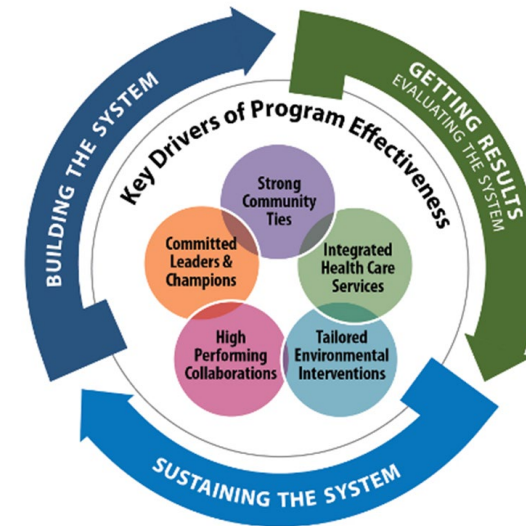 BUILDING THE SYSTEM
GETTING RESULTS
EVALUATING THE SYSTEM
Key Drivers of Program Effectiveness
Strong
Community
Ties
Committed
Leaders &
Champions
Integrated
Health Care
Services
High
Performing
Collaborations
Tailored
Environmental
Interventions
SUSTAINING THE SYSTEM